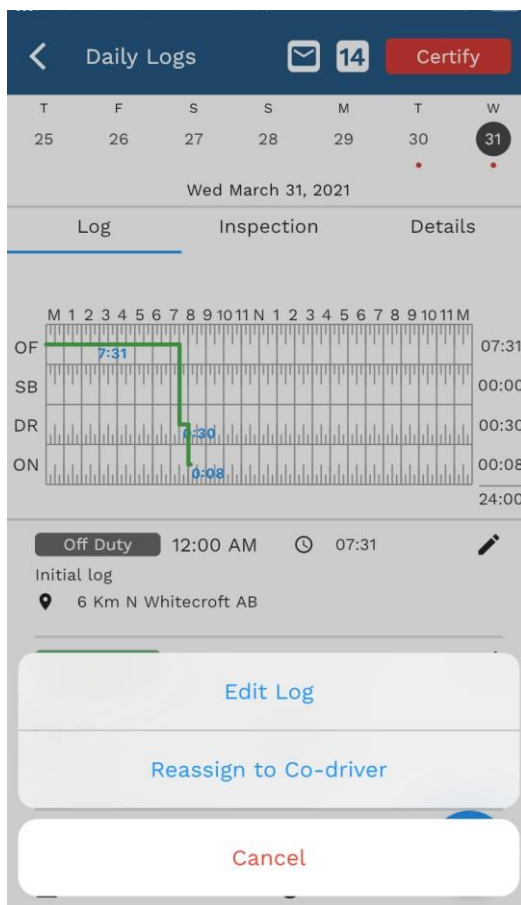 Daily Logs 14 Certify
T F S S M T W
25 26 27 28 29 30 31
Wed March 31, 2021
Log Inspection Details
M 1 2 3 4 5 6 7 8 9 10 11 N 1 2 3 4 5 6 7 8 9 10 11 M
OF 7:31 07:31
SB 00:00
DR 0:30 00:30
ON 0:08 00:08
24:00
Off Duty 12:00 AM 07:31
Initial log
6 Km N Whitecroft AB
Edit Log
Reassign to Co-driver
Cancel